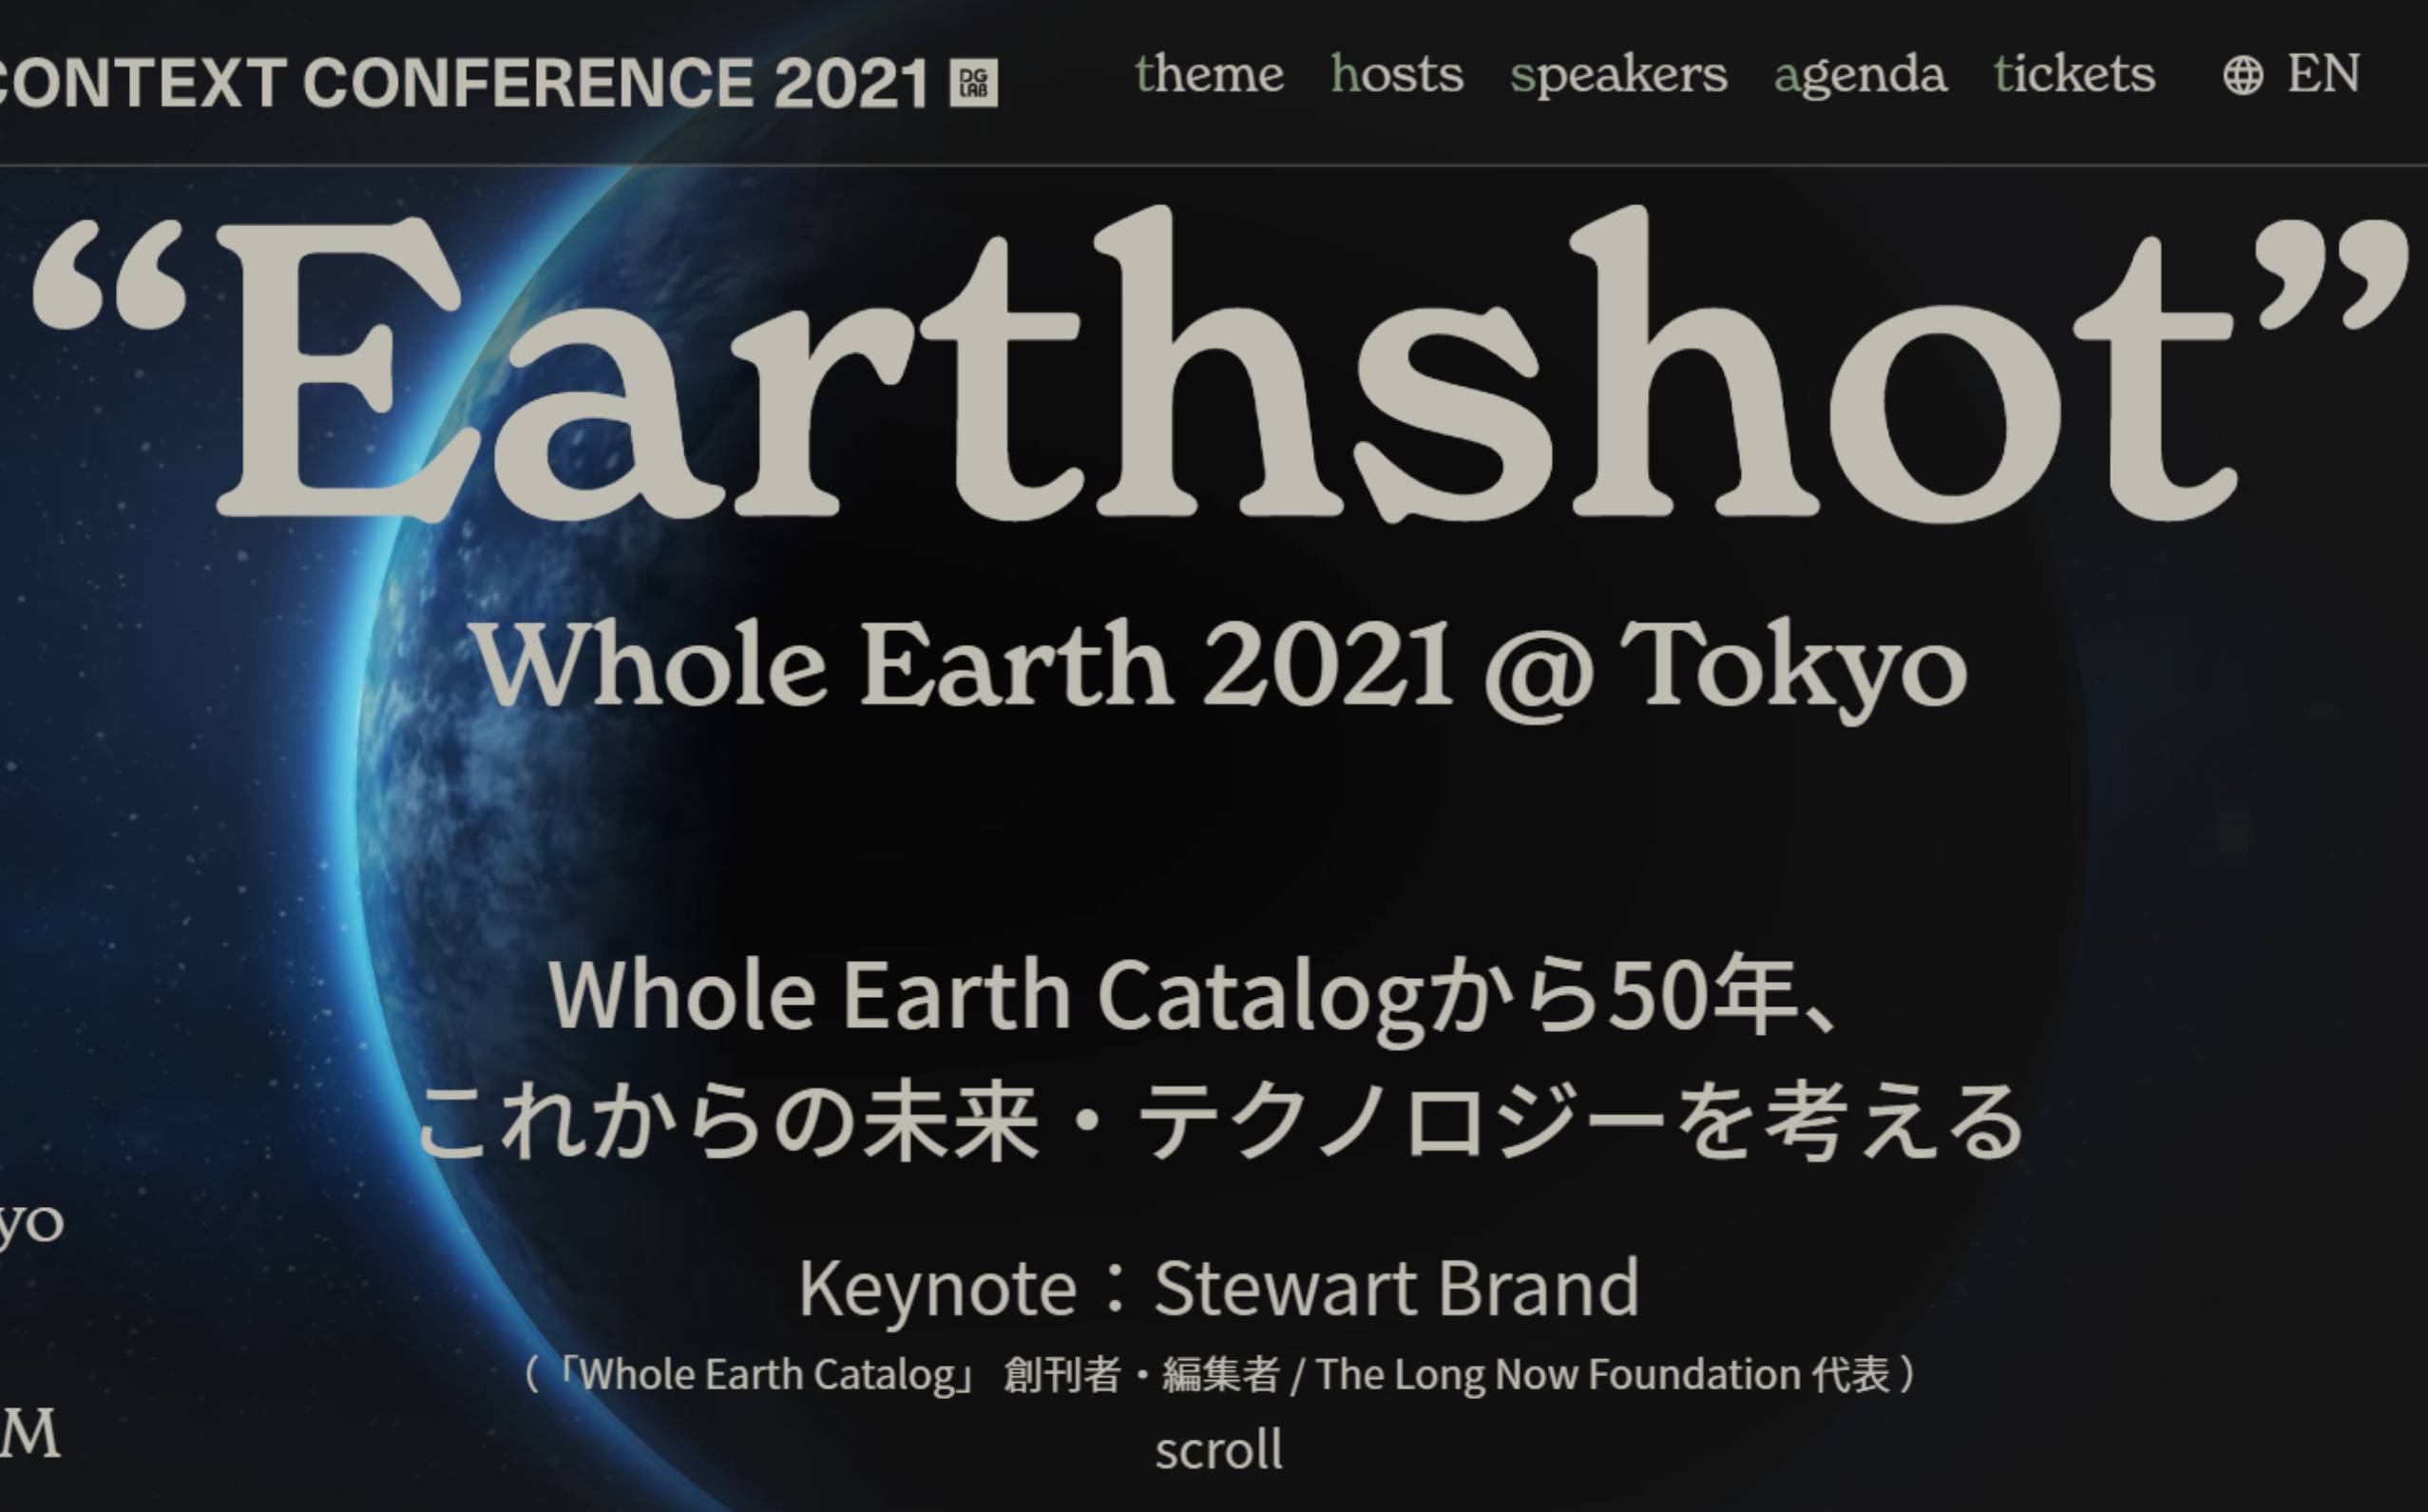 CONTEXT CONFERENCE 2021 DG LAB
theme hosts speakers agenda tickets EN
“Earthshot”
Whole Earth 2021 @ Tokyo
Whole Earth Catalogから50年、
これからの未来・テクノロジーを考える
yo
Keynote：Stewart Brand
（「Whole Earth Catalog」 創刊者・編集者 / The Long Now Foundation 代表 ）
M
scroll